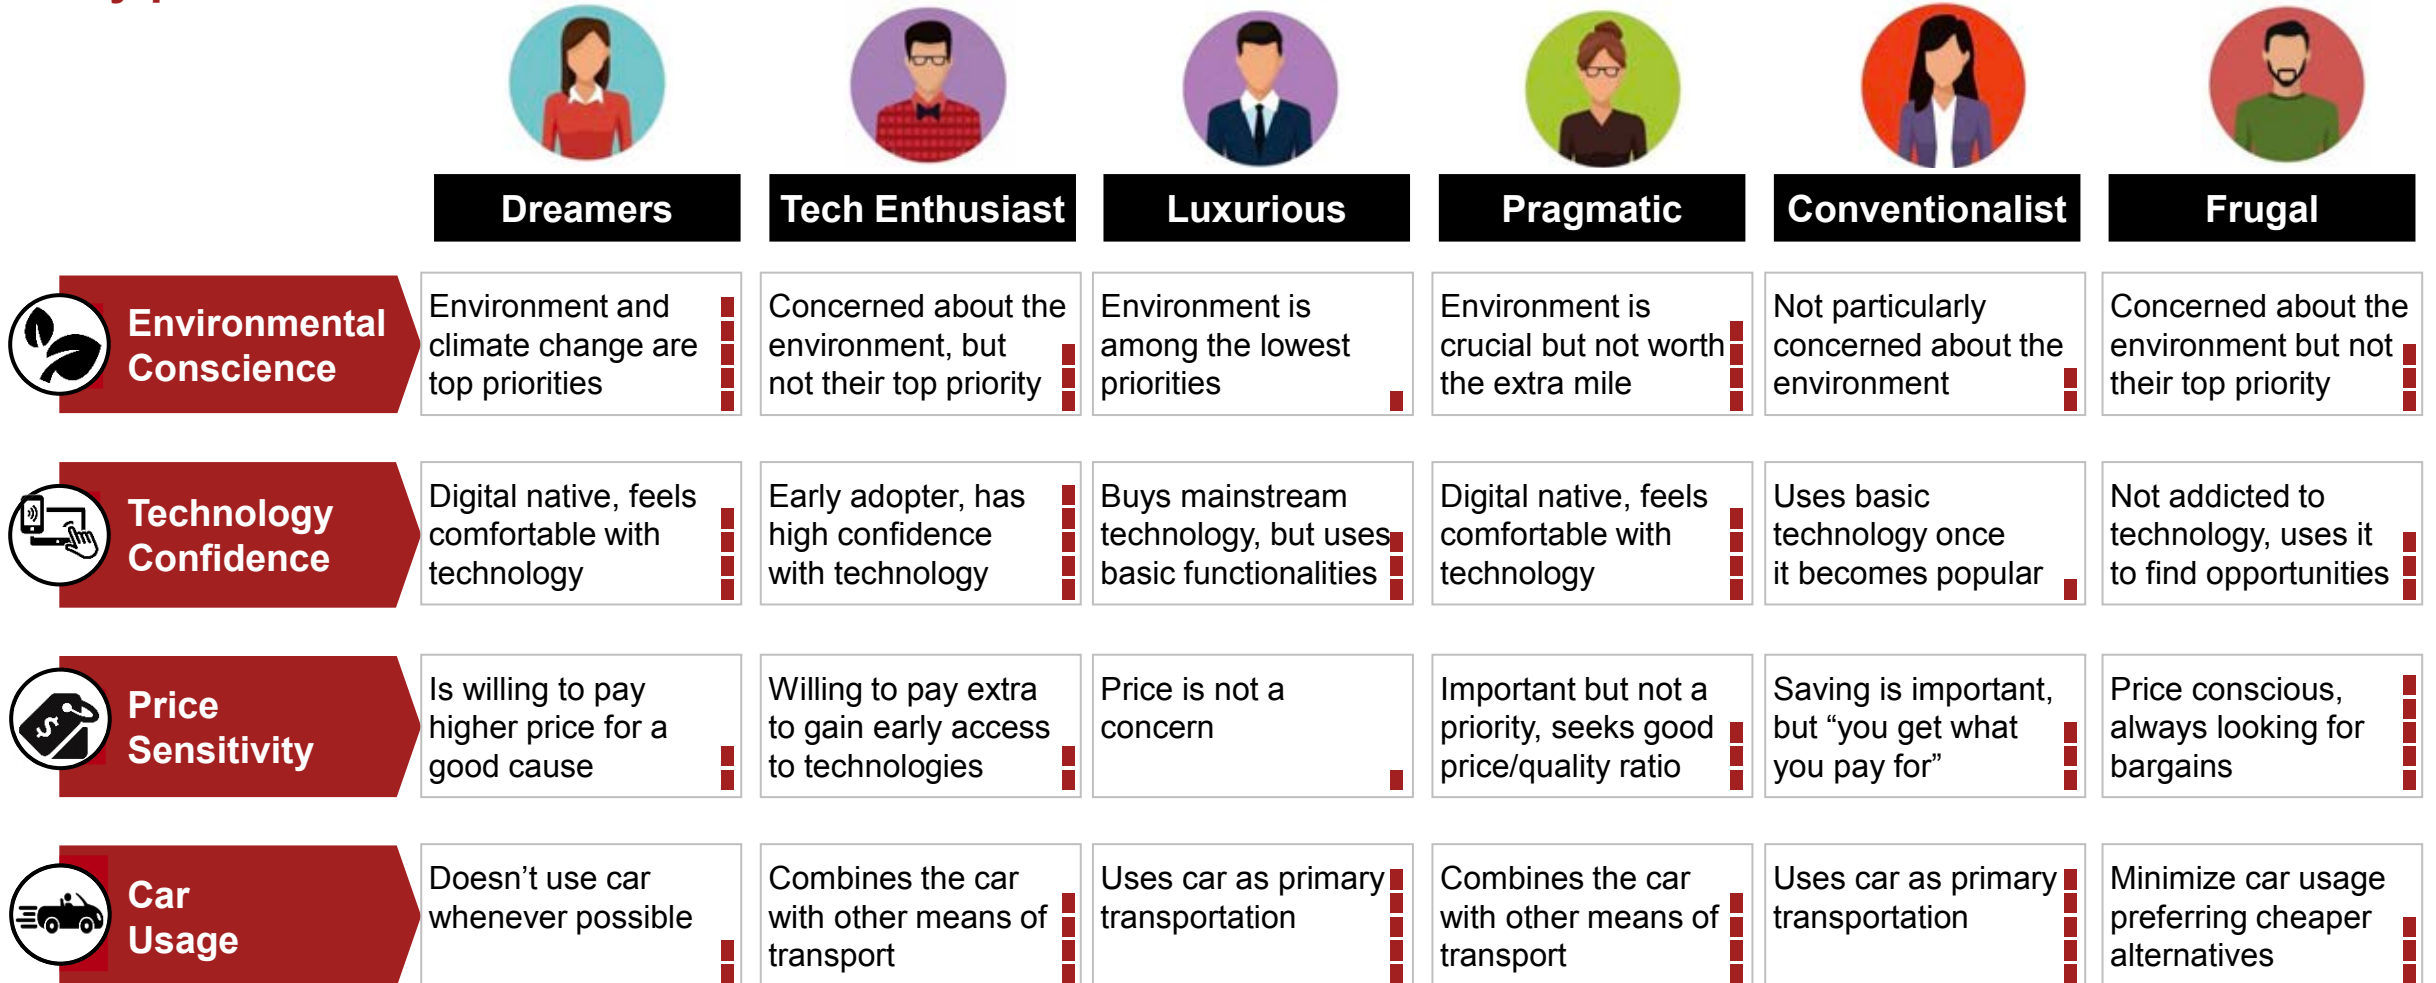 Dreamers
Tech Enthusiast
Luxurious
Pragmatic
Conventionalist
Frugal
Environmental
Conscience
Environment and
climate change are
top priorities
Concerned about the
environment, but
not their top priority
Environment is
among the lowest
priorities
Environment is
crucial but not worth
the extra mile
Not particularly
concerned about the
environment
Concerned about the
environment but not
their top priority
Technology
Confidence
Digital native, feels
comfortable with
technology
Early adopter, has
high confidence
with technology
Buys mainstream
technology, but uses
basic functionalities
Digital native, feels
comfortable with
technology
Uses basic
technology once
it becomes popular
Not addicted to
technology, uses it
to find opportunities
$
Price
Sensitivity
Is willing to pay
higher price for a
good cause
Willing to pay extra
to gain early access
to technologies
Price is not a
concern
Important but not a
priority, seeks good
price/quality ratio
Saving is important,
but “you get what
you pay for”
Price conscious,
always looking for
bargains
Car
Usage
Doesn’t use car
whenever possible
Combines the car
with other means of
transport
Uses car as primary
transportation
Combines the car
with other means of
transport
Uses car as primary
transportation
Minimize car usage
preferring cheaper
alternatives